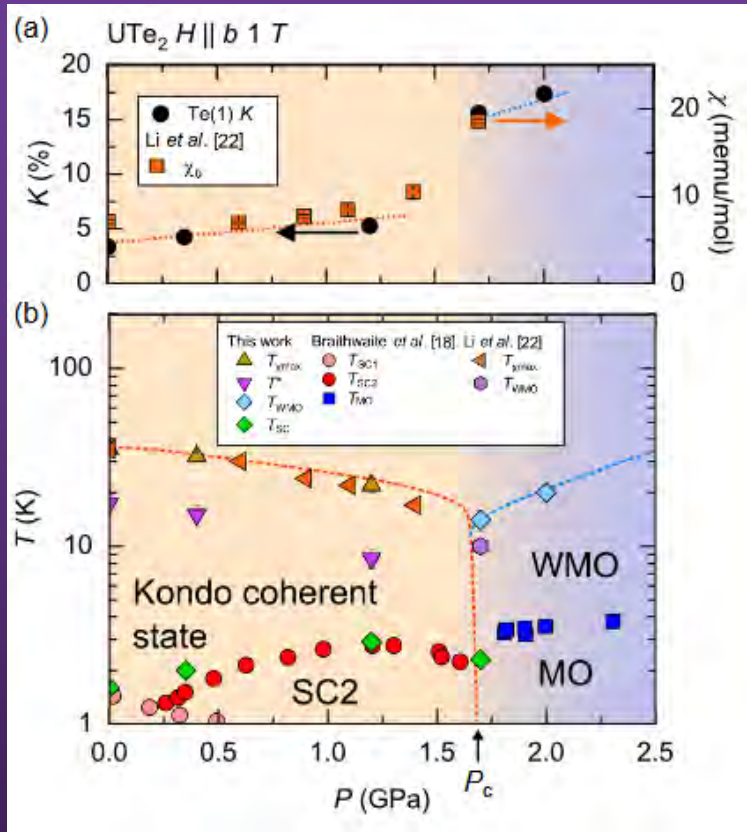 (a)
UTe₂ H || b 1 T
20
15
10
5
0
K (%)
Te(1) K
Li et al. [22]
χ₀
20
10
0
χ (memu/mol)
(b)
This work Braithwaite et al. [18] Li et al. [22]
Tχmax TSC1 Tχmax
T* TSC2 TWMO
TWMO TMO
TSC
100
10
1
T (K)
Kondo coherent
state
SC2
WMO
MO
0.0 0.5 1.0 1.5 2.0 2.5
P (GPa)
Pc